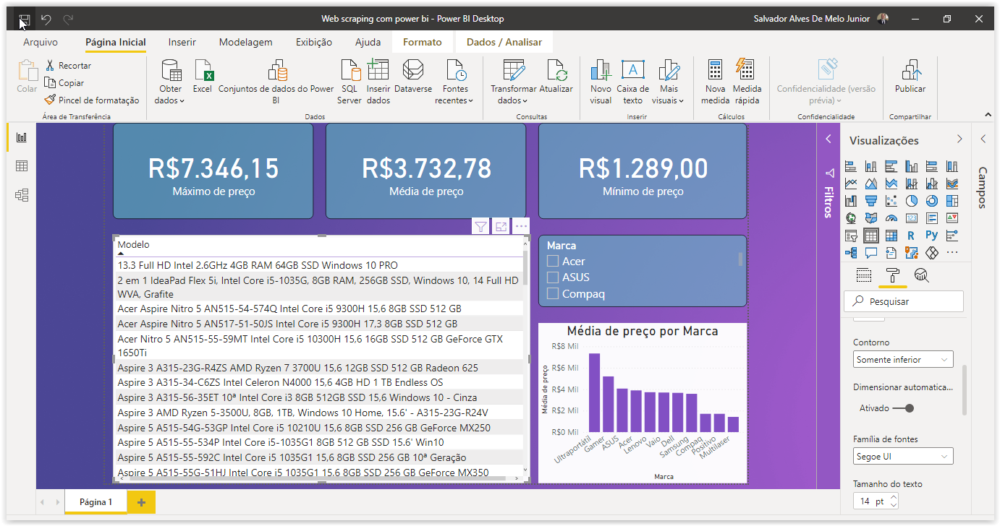 Web scraping com power bi - Power BI Desktop
Salvador Alves De Melo Junior
Arquivo
Página Inicial
Inserir
Modelagem
Exibição
Ajuda
Formato
Dados / Analisar
Colar
Recortar
Copiar
Pincel de formatação
Área de Transferência
Obter
dados
Excel
Conjuntos de dados do Power
BI
SQL
Server
Inserir
dados
Dataverse
Fontes
recentes
Dados
Transformar
dados
Atualizar
Consultas
Novo
visual
Caixa de
texto
Mais
visuais
Inserir
Nova
medida
Medida
rápida
Cálculos
Confidencialidade (versão
prévia)
Confidencialidade
Publicar
Compartilhar
R$7.346,15
Máximo de preço
R$3.732,78
Média de preço
R$1.289,00
Mínimo de preço
Modelo
13.3 Full HD Intel 2.6GHz 4GB RAM 64GB SSD Windows 10 PRO
2 em 1 IdeaPad Flex 5i, Intel Core i5-1035G, 8GB RAM, 256GB SSD, Windows 10, 14 Full HD
WVA, Grafite
Acer Aspire Nitro 5 AN515-54-574Q Intel Core i5 9300H 15,6 8GB SSD 512 GB
Acer Aspire Nitro 5 AN517-51-50JS Intel Core i5 9300H 17,3 8GB SSD 512 GB
Acer Nitro 5 AN515-55-59MT Intel Core i5 10300H 15,6 16GB SSD 512 GB GeForce GTX
1650Ti
Aspire 3 A315-23G-R4ZS AMD Ryzen 7 3700U 15,6 12GB SSD 512 GB Radeon 625
Aspire 3 A315-34-C6ZS Intel Celeron N4000 15,6 4GB HD 1 TB Endless OS
Aspire 3 A315-56-35ET 10ª Intel Core i3 8GB 512GB SSD 15,6 Windows 10 - Cinza
Aspire 3 AMD Ryzen 5-3500U, 8GB, 1TB, Windows 10 Home, 15.6' - A315-23G-R24V
Aspire 5 A515-54G-53GP Intel Core i5 10210U 15,6 8GB SSD 256 GB GeForce MX250
Aspire 5 A515-55-534P Intel Core i5-1035G1 8GB 512 GB SSD 15.6' Win10
Aspire 5 A515-55-592C Intel Core i5 1035G1 15,6 8GB SSD 256 GB 10ª Geração
Aspire 5 A515-55G-51HJ Intel Core i5 1035G1 15.6 8GB SSD 256 GB GeForce MX350
Marca
Acer
ASUS
Compaq
Média de preço por Marca
Média de preço
R$8 Mil
R$6 Mil
R$4 Mil
R$2 Mil
R$0 Mil
Ultraportátil
Gamer
ASUS
Acer
Lenovo
Vaio
Dell
Samsung
Compaq
Positivo
Multilaser
Marca
Filtros
Visualizações
123
R
Py
Pesquisar
Contorno
Somente inferior
Dimensionar automatica...
Ativado
Família de fontes
Segoe UI
Tamanho do texto
14 pt
Campos
Página 1